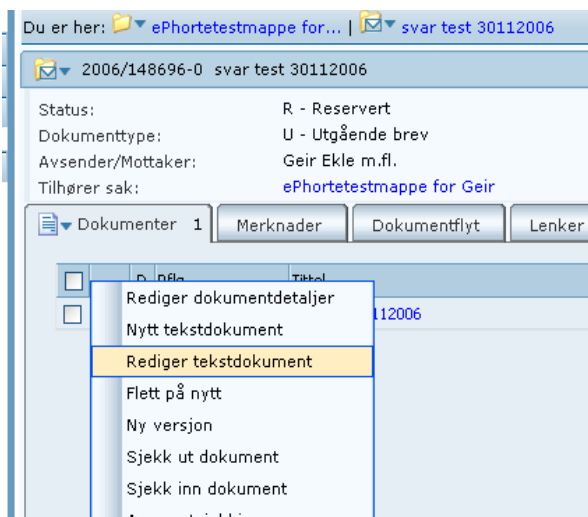 Du er her: ePhortetestmappe for... | svar test 30112006
2006/148696-0 svar test 30112006
Status: R - Reservert
Dokumenttype: U - Utgående brev
Avsender/Mottaker: Geir Ekle m.fl.
Tilhører sak: ePhortetestmappe for Geir
Dokumenter 1 Merknader Dokumentflyt Lenker
Tittel
112006
Rediger dokumentdetaljer
Nytt tekstdokument
Rediger tekstdokument
Flett på nytt
Ny versjon
Sjekk ut dokument
Sjekk inn dokument